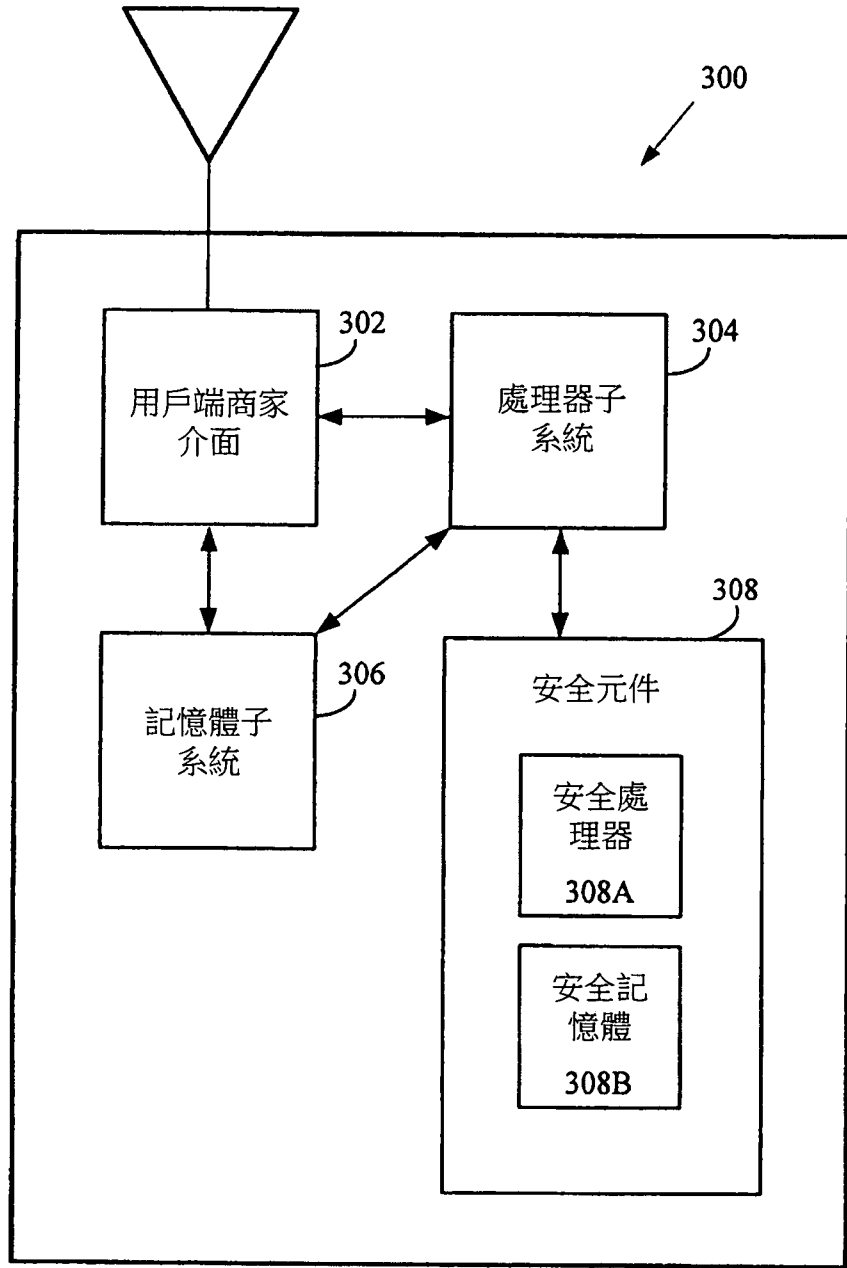 300
302
304
用戶端商家
介面
處理器子
系統
308
306
記憶體子
系統
安全元件
安全處
理器
308A
安全記
憶體
308B